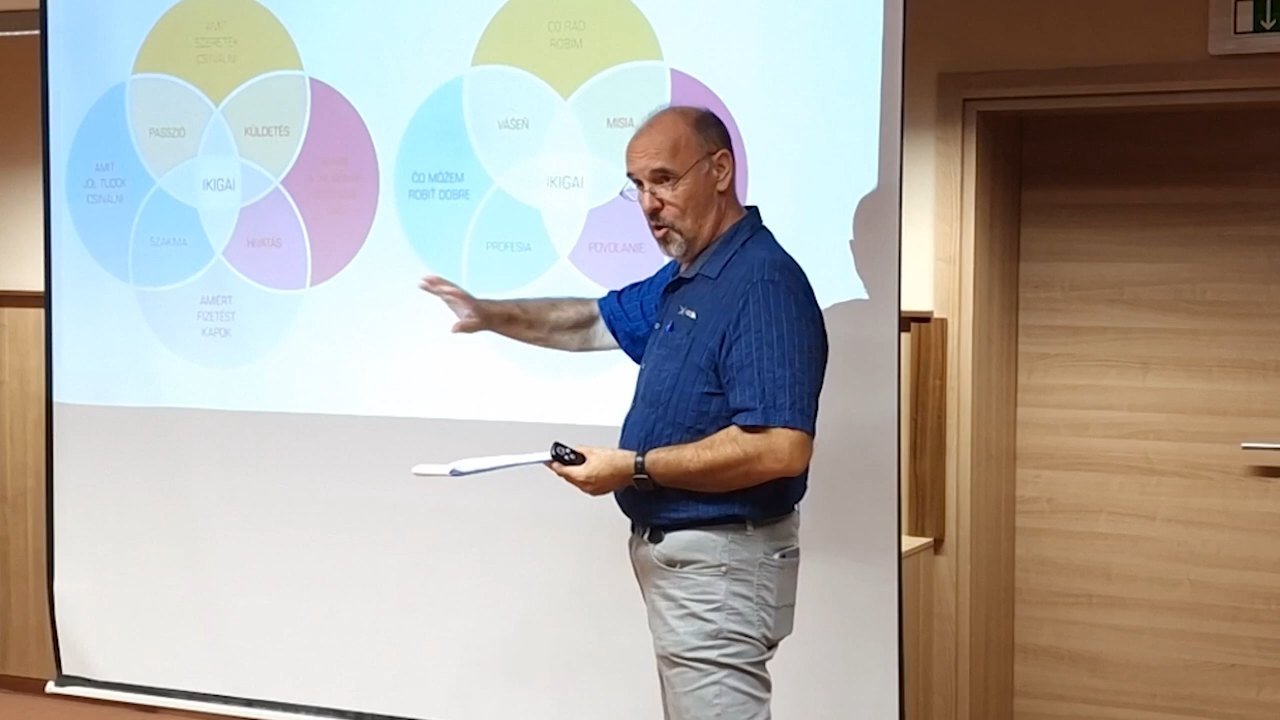 AMIT
SZERETEK
CSINÁLNI
PASSZIÓ
KÜLDETÉS
AMIT
JÓL TUDOK
CSINÁLNI
IKIGAI
SZAKMA
HIVATÁS
AMIÉRT
FIZETÉST
KAPOK
ČO RÁD
ROBÍM
VÁŠEŇ
MISIA
ČO MÔŽEM
ROBIŤ DOBRE
IKIGAI
PROFESIA
POVOLANIE